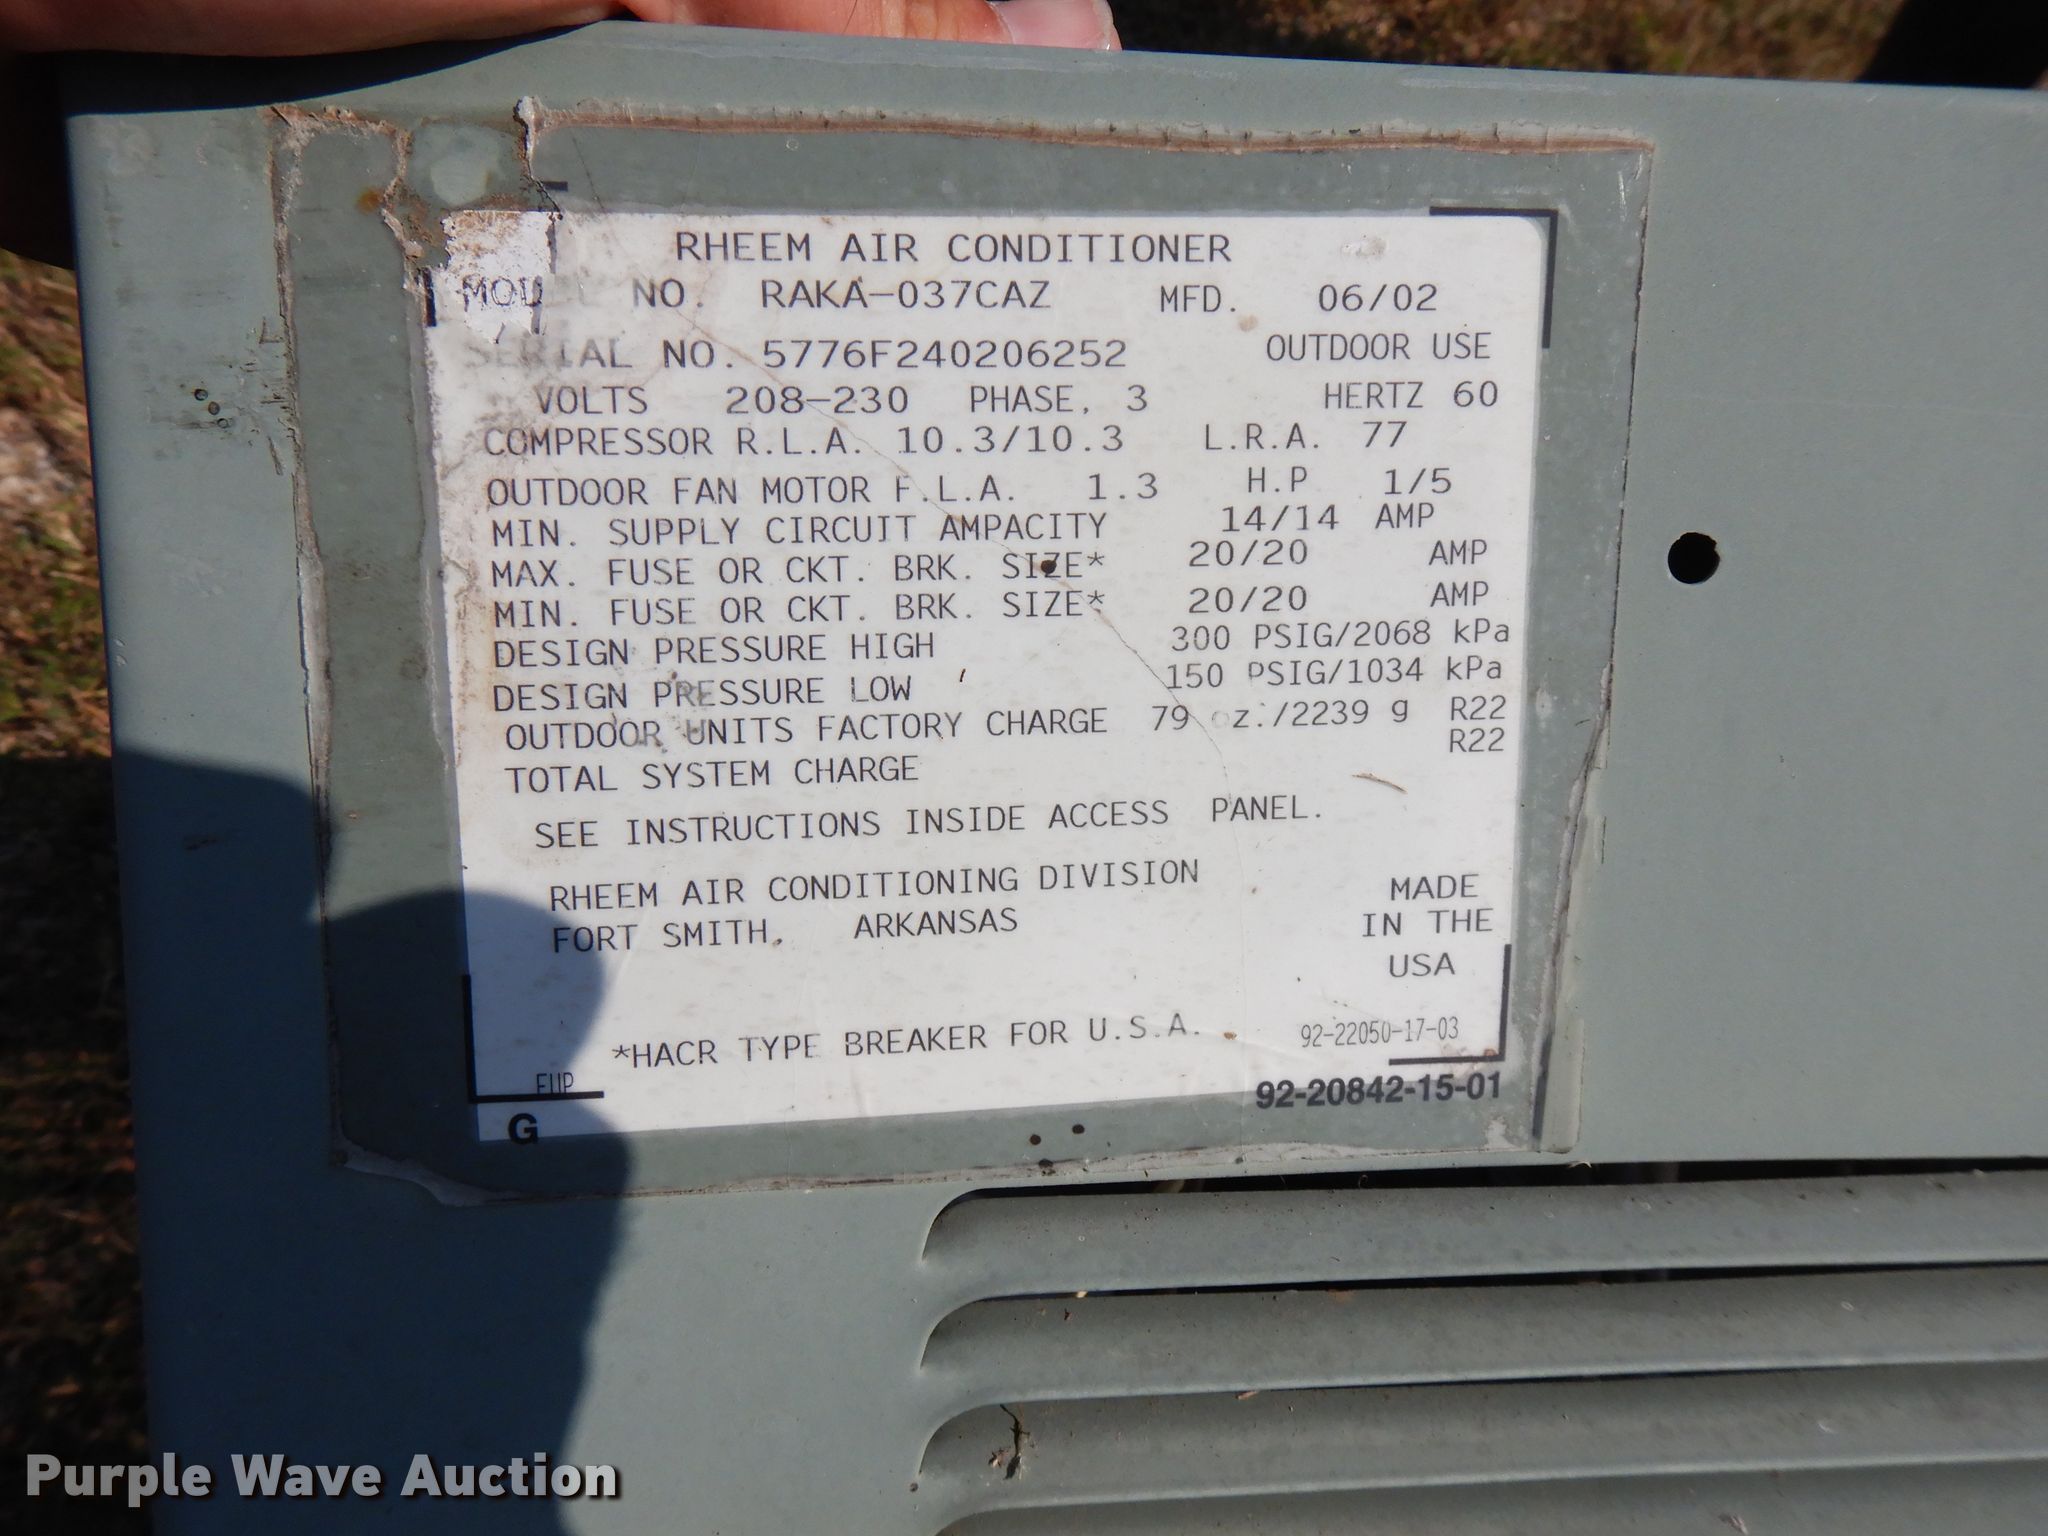 RHEEM AIR CONDITIONER
MODEL NO. RAKA-037CAZ MFD. 06/02
SERIAL NO. 5776F240206252 OUTDOOR USE
VOLTS 208-230 PHASE. 3 HERTZ 60
COMPRESSOR R.L.A. 10.3/10.3 L.R.A. 77
OUTDOOR FAN MOTOR F.L.A. 1.3 H.P 1/5
MIN. SUPPLY CIRCUIT AMPACITY 14/14 AMP
MAX. FUSE OR CKT. BRK. SIZE* 20/20 AMP
MIN. FUSE OR CKT. BRK. SIZE* 20/20 AMP
DESIGN PRESSURE HIGH 300 PSIG/2068 kPa
DESIGN PRESSURE LOW 150 PSIG/1034 kPa
OUTDOOR UNITS FACTORY CHARGE 79 oz./2239 g R22
TOTAL SYSTEM CHARGE R22
SEE INSTRUCTIONS INSIDE ACCESS PANEL.
RHEEM AIR CONDITIONING DIVISION
FORT SMITH, ARKANSAS
MADE
IN THE
USA
*HACR TYPE BREAKER FOR U.S.A. 92-22050-17-03
92-20842-15-01
G
Purple Wave Auction